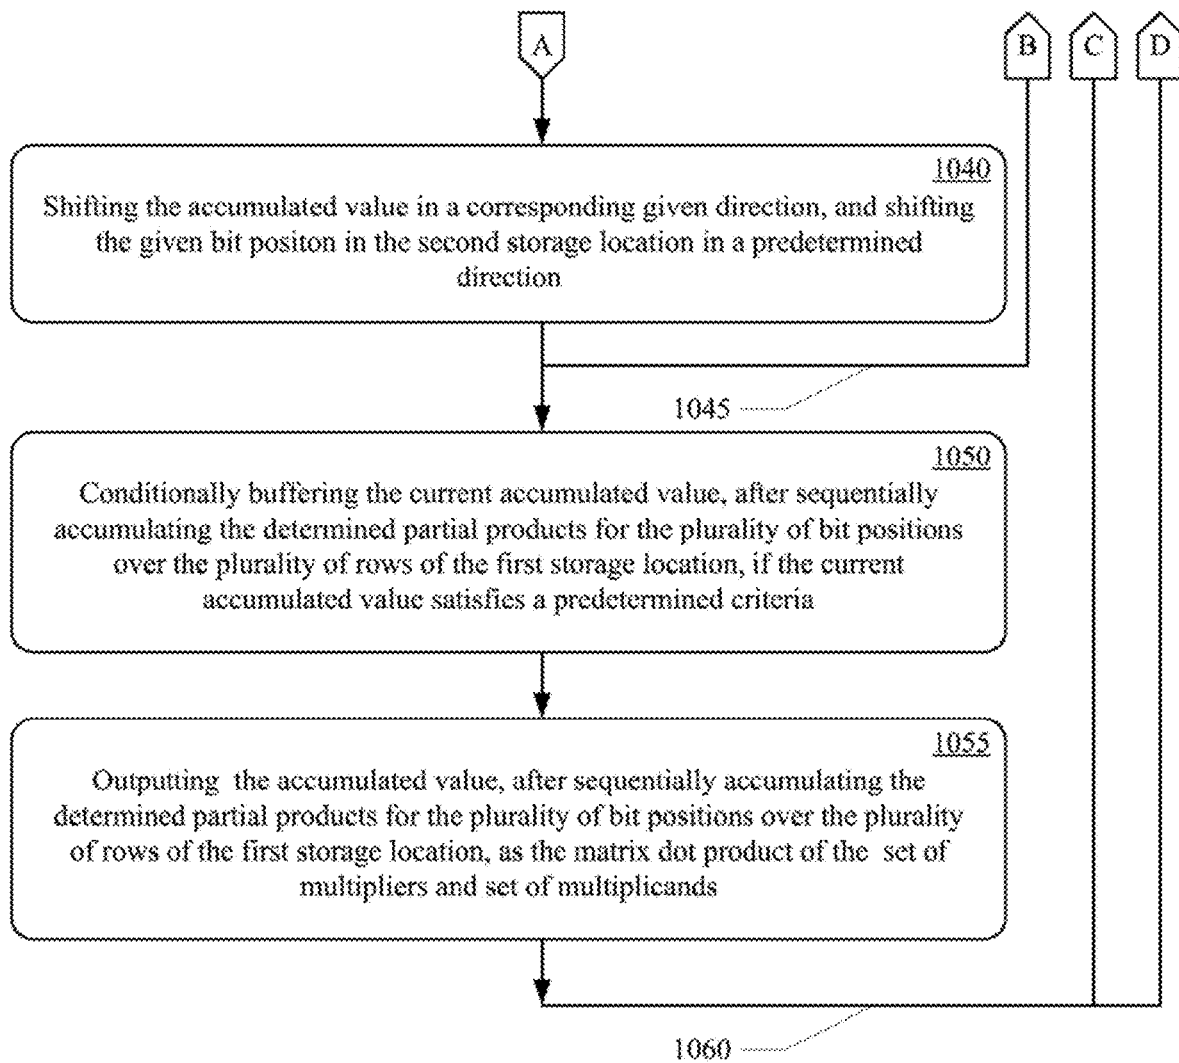 A
B
C
D
1040
Shifting the accumulated value in a corresponding given direction, and shifting
the given bit positon in the second storage location in a predetermined
direction
1045
1050
Conditionally buffering the current accumulated value, after sequentially
accumulating the determined partial products for the plurality of bit positions
over the plurality of rows of the first storage location, if the current
accumulated value satisfies a predetermined criteria
1055
Outputting the accumulated value, after sequentially accumulating the
determined partial products for the plurality of bit positions over the plurality
of rows of the first storage location, as the matrix dot product of the set of
multipliers and set of multiplicands
1060